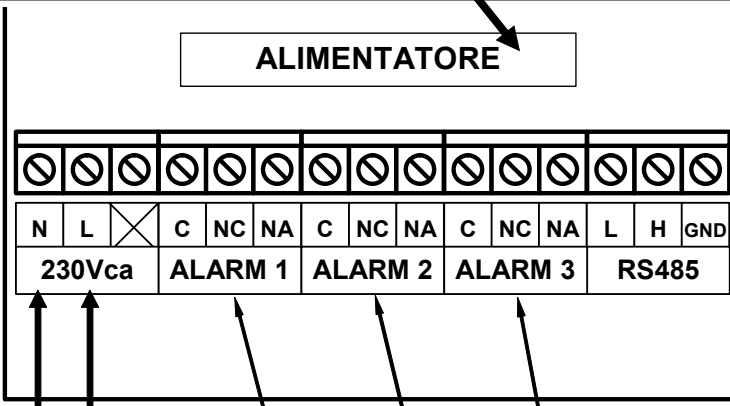 ALIMENTATORE
N L C NC NA C NC NA C NC NA L H GND
230Vca ALARM 1 ALARM 2 ALARM 3 RS485